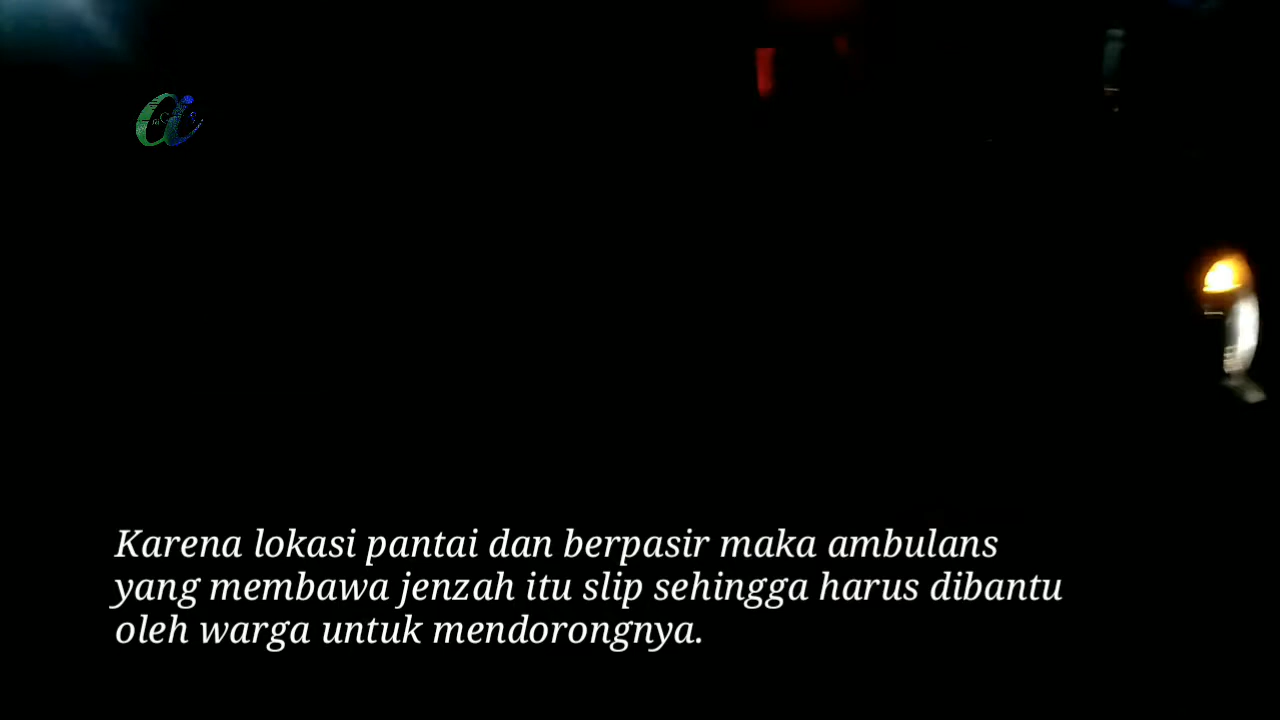 Karena lokasi pantai dan berpasir maka ambulans
yang membawa jenzah itu slip sehingga harus dibantu
oleh warga untuk mendorongnya.